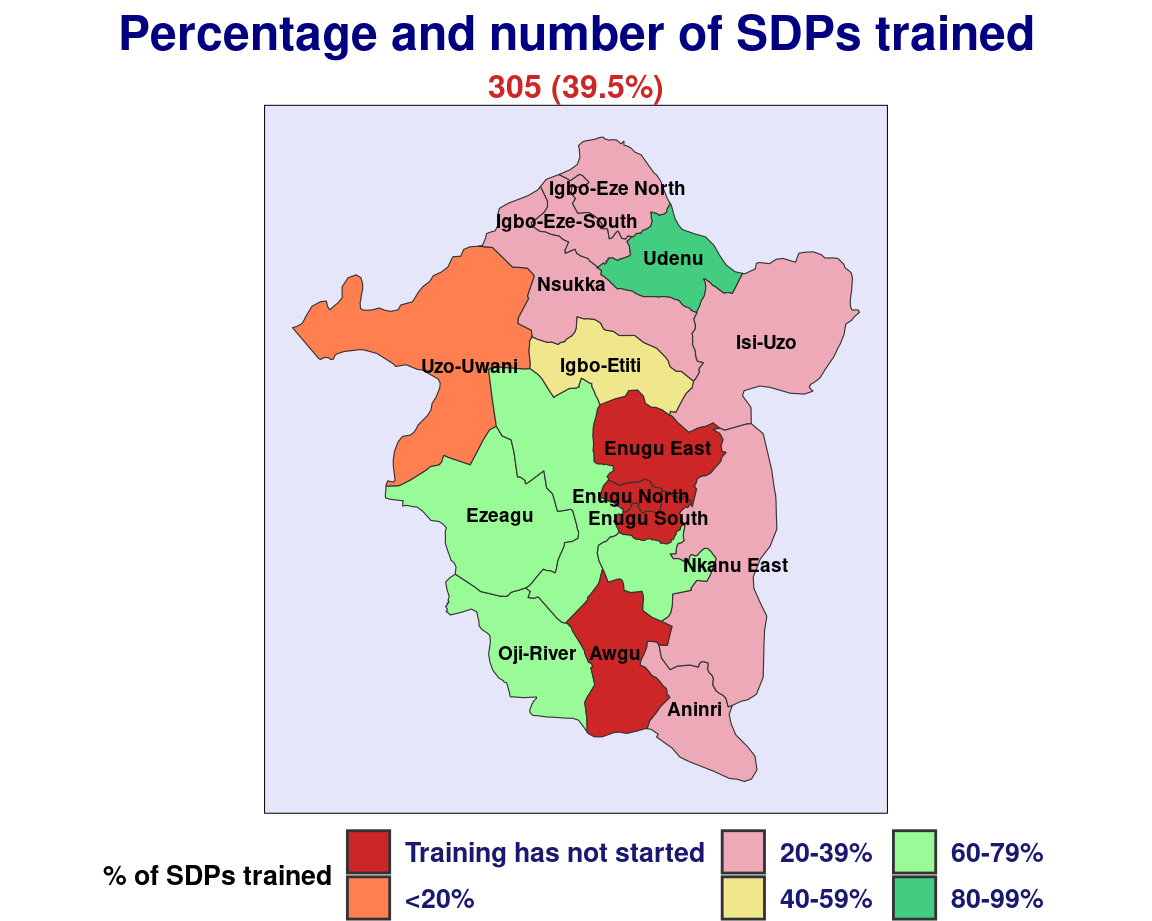 Percentage and number of SDPs trained
305 (39.5%)
Igbo-Eze North
Igbo-Eze-South
Udenu
Nsukka
Isi-Uzo
Uzo-Uwani
Igbo-Etiti
Enugu East
Enugu North
Ezeagu
Enugu South
Nkanu East
Oji-River
Awgu
Aninri
% of SDPs trained
Training has not started
<20%
20-39%
40-59%
60-79%
80-99%